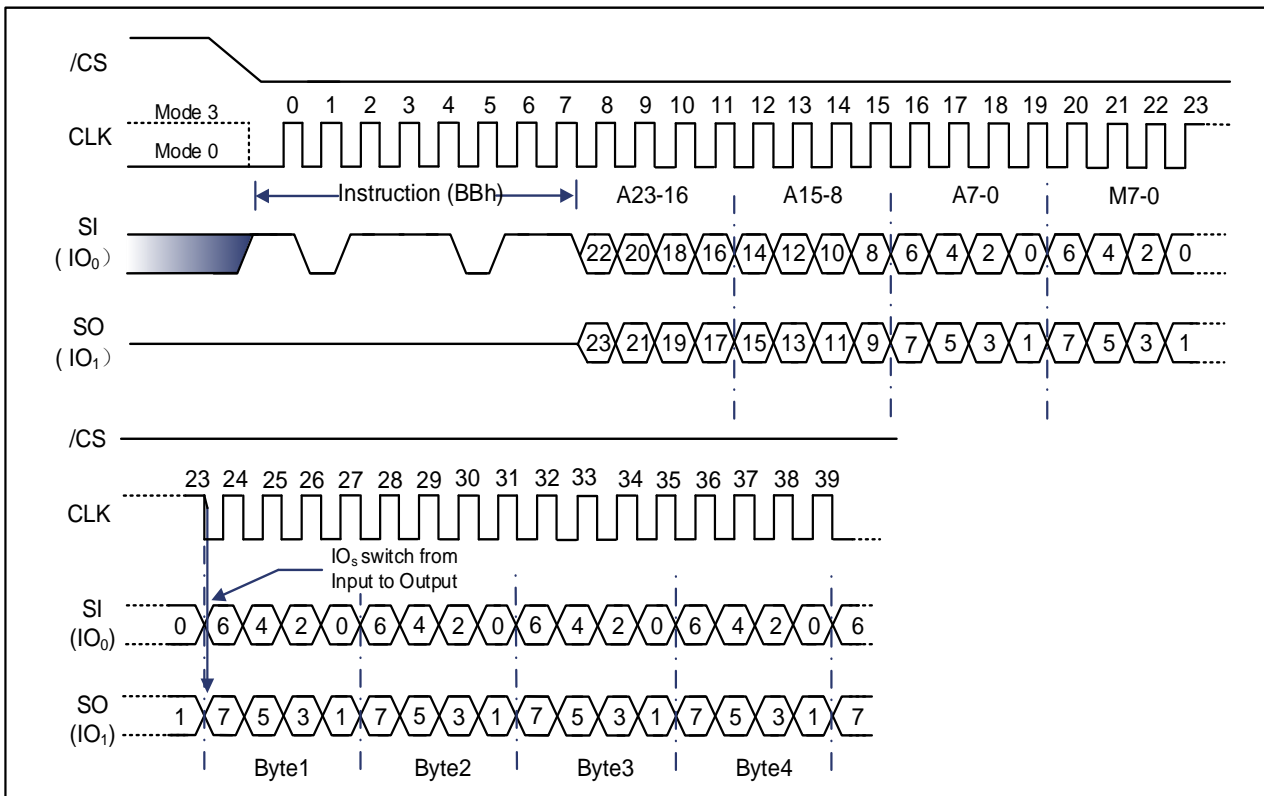 /CS
0 1 2 3 4 5 6 7 8 9 10 11 12 13 14 15 16 17 18 19 20 21 22 23
Mode 3
CLK
Mode 0
Instruction (BBh) A23-16 A15-8 A7-0 M7-0
SI
( IO0)
22 20 18 16 14 12 10 8 6 4 2 0 6 4 2 0
SO
( IO1)
23 21 19 17 15 13 11 9 7 5 3 1 7 5 3 1
/CS
23 24 25 26 27 28 29 30 31 32 33 34 35 36 37 38 39
CLK
IOs switch from
Input to Output
SI
(IO0)
0 6 4 2 0 6 4 2 0 6 4 2 0 6 4 2 0 6
SO
(IO1)
1 7 5 3 1 7 5 3 1 7 5 3 1 7 5 3 1 7
Byte1 Byte2 Byte3 Byte4